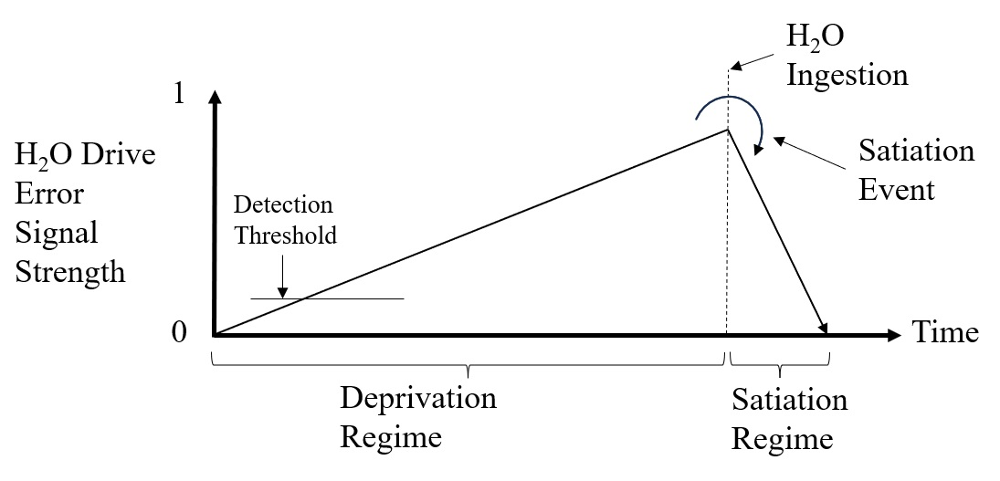 H₂O
Ingestion
1
H₂O Drive
Error
Signal
Strength
Satiation
Event
Detection
Threshold
0
Time
Deprivation
Regime
Satiation
Regime